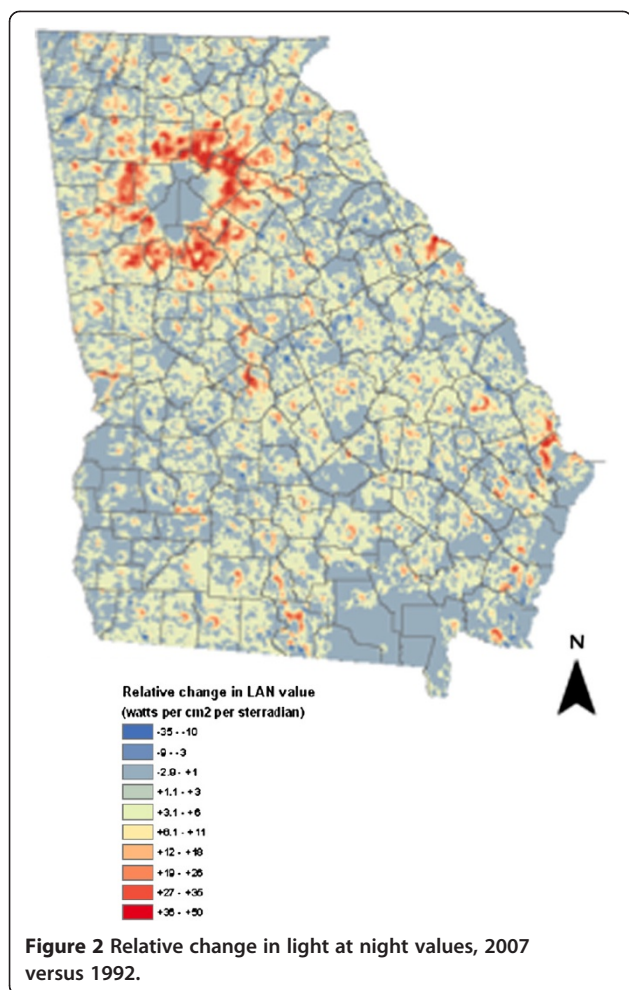 N
Relative change in LAN value
(watts per cm2 per sterradian)
-35 - -10
-9 - -3
-2.9 - +1
+1.1 - +3
+3.1 - +6
+6.1 - +11
+12 - +18
+19 - +26
+27 - +35
+36 - +50
Figure 2 Relative change in light at night values, 2007
versus 1992.